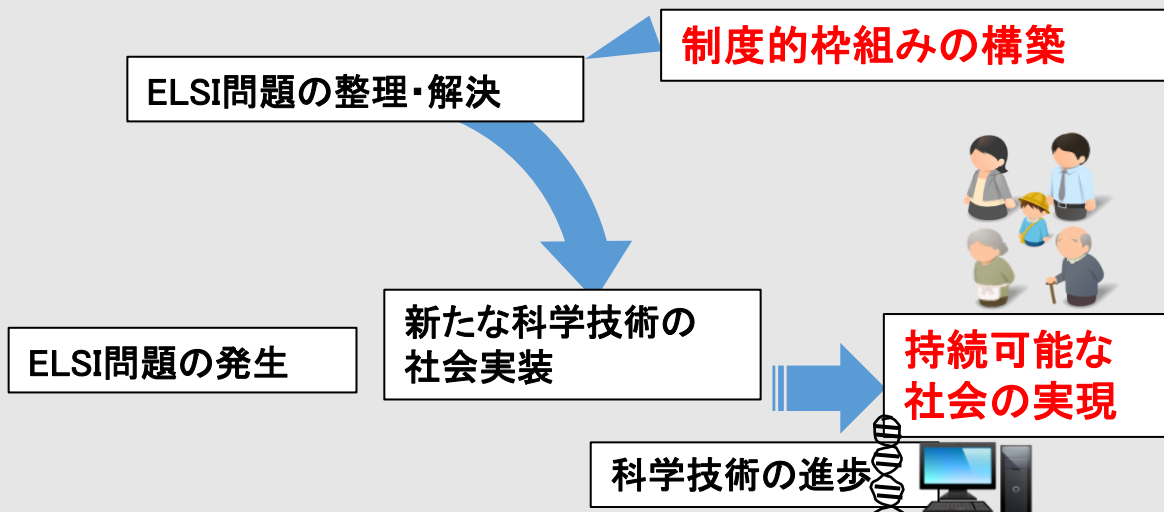 制度的枠組みの構築
ELSI問題の整理・解決
新たな科学技術の
社会実装
ELSI問題の発生
持続可能な
社会の実現
科学技術の進歩